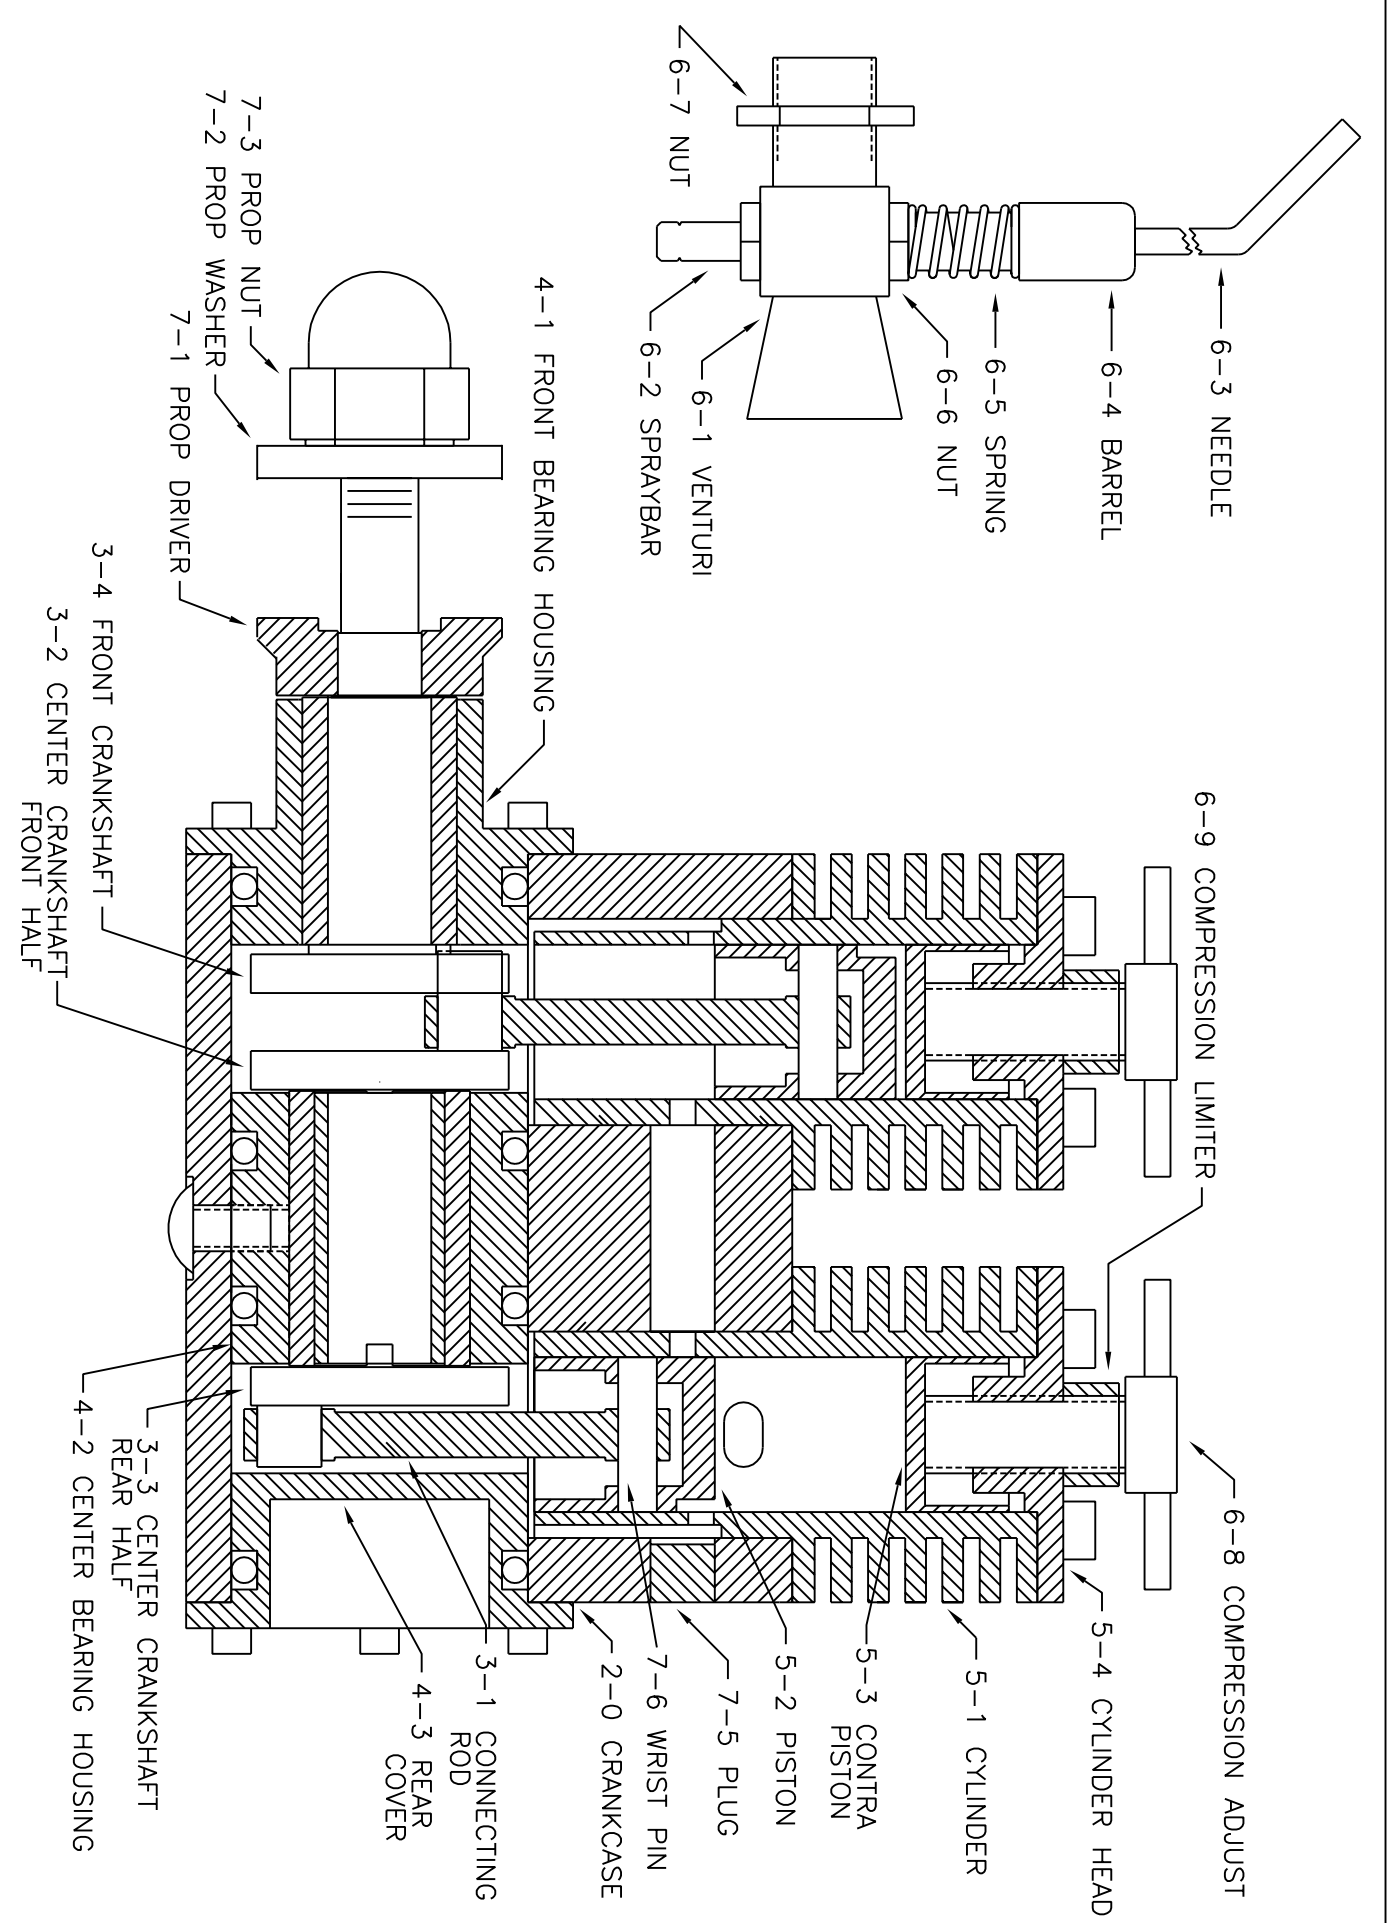 6-3 NEEDLE
6-4 BARREL
6-5 SPRING
6-6 NUT
6-1 VENTURI
6-2 SPRAYBAR
6-7 NUT
4-1 FRONT BEARING HOUSING
7-3 PROP NUT
7-2 PROP WASHER
7-1 PROP DRIVER
3-4 FRONT CRANKSHAFT
3-2 CENTER CRANKSHAFT
FRONT HALF
6-9 COMPRESSION LIMITER
6-8 COMPRESSION ADJUST
5-4 CYLINDER HEAD
5-1 CYLINDER
5-3 CONTRA
PISTON
5-2 PISTON
7-5 PLUG
7-6 WRIST PIN
2-0 CRANKCASE
3-1 CONNECTING
ROD
4-3 REAR
COVER
3-3 CENTER CRANKSHAFT
REAR HALF
4-2 CENTER BEARING HOUSING